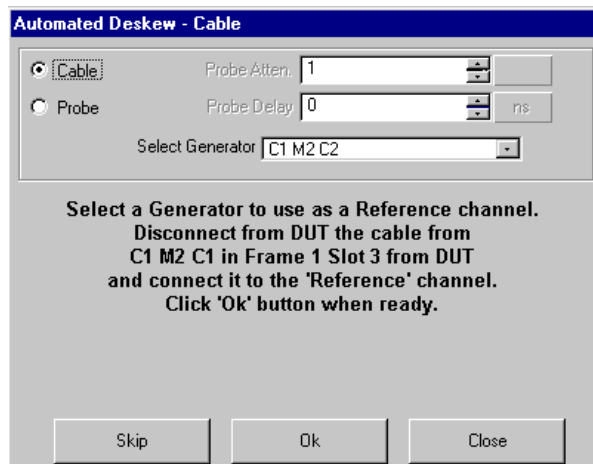 Automated Deskew - Cable
Cable Probe Atten. 1
Probe Probe Delay 0 ns
Select Generator C1 M2 C2
Select a Generator to use as a Reference channel.
Disconnect from DUT the cable from
C1 M2 C1 in Frame 1 Slot 3 from DUT
and connect it to the 'Reference' channel.
Click 'Ok' button when ready.
Skip Ok Close